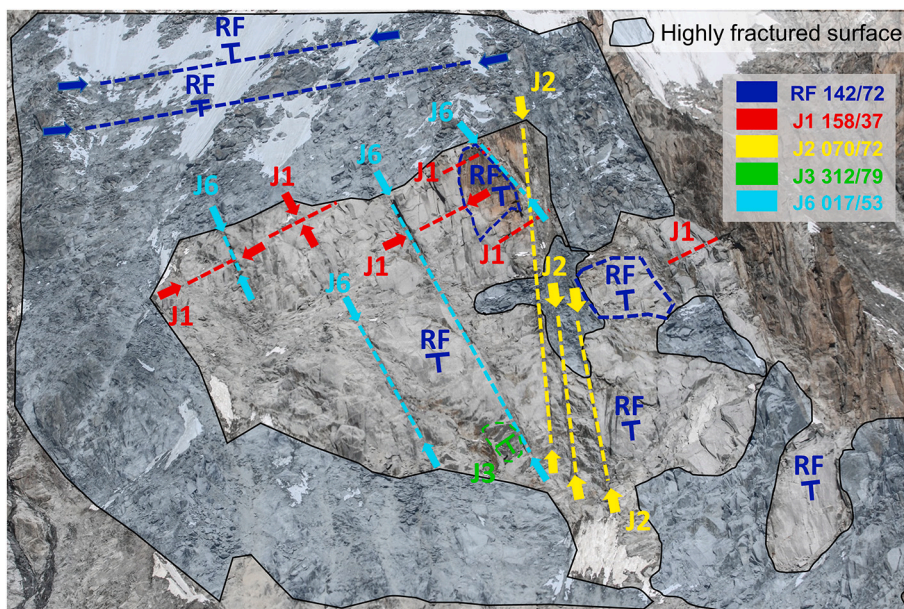 Highly fractured surface
RF 142/72
J1 158/37
J2 070/72
J3 312/79
J6 017/53
RF
RF
J2
J6
J6
J1
J6
J1
RF
J1
J1
J1
J1
J2
RF
J6
RF
RF
J3
RF
J2